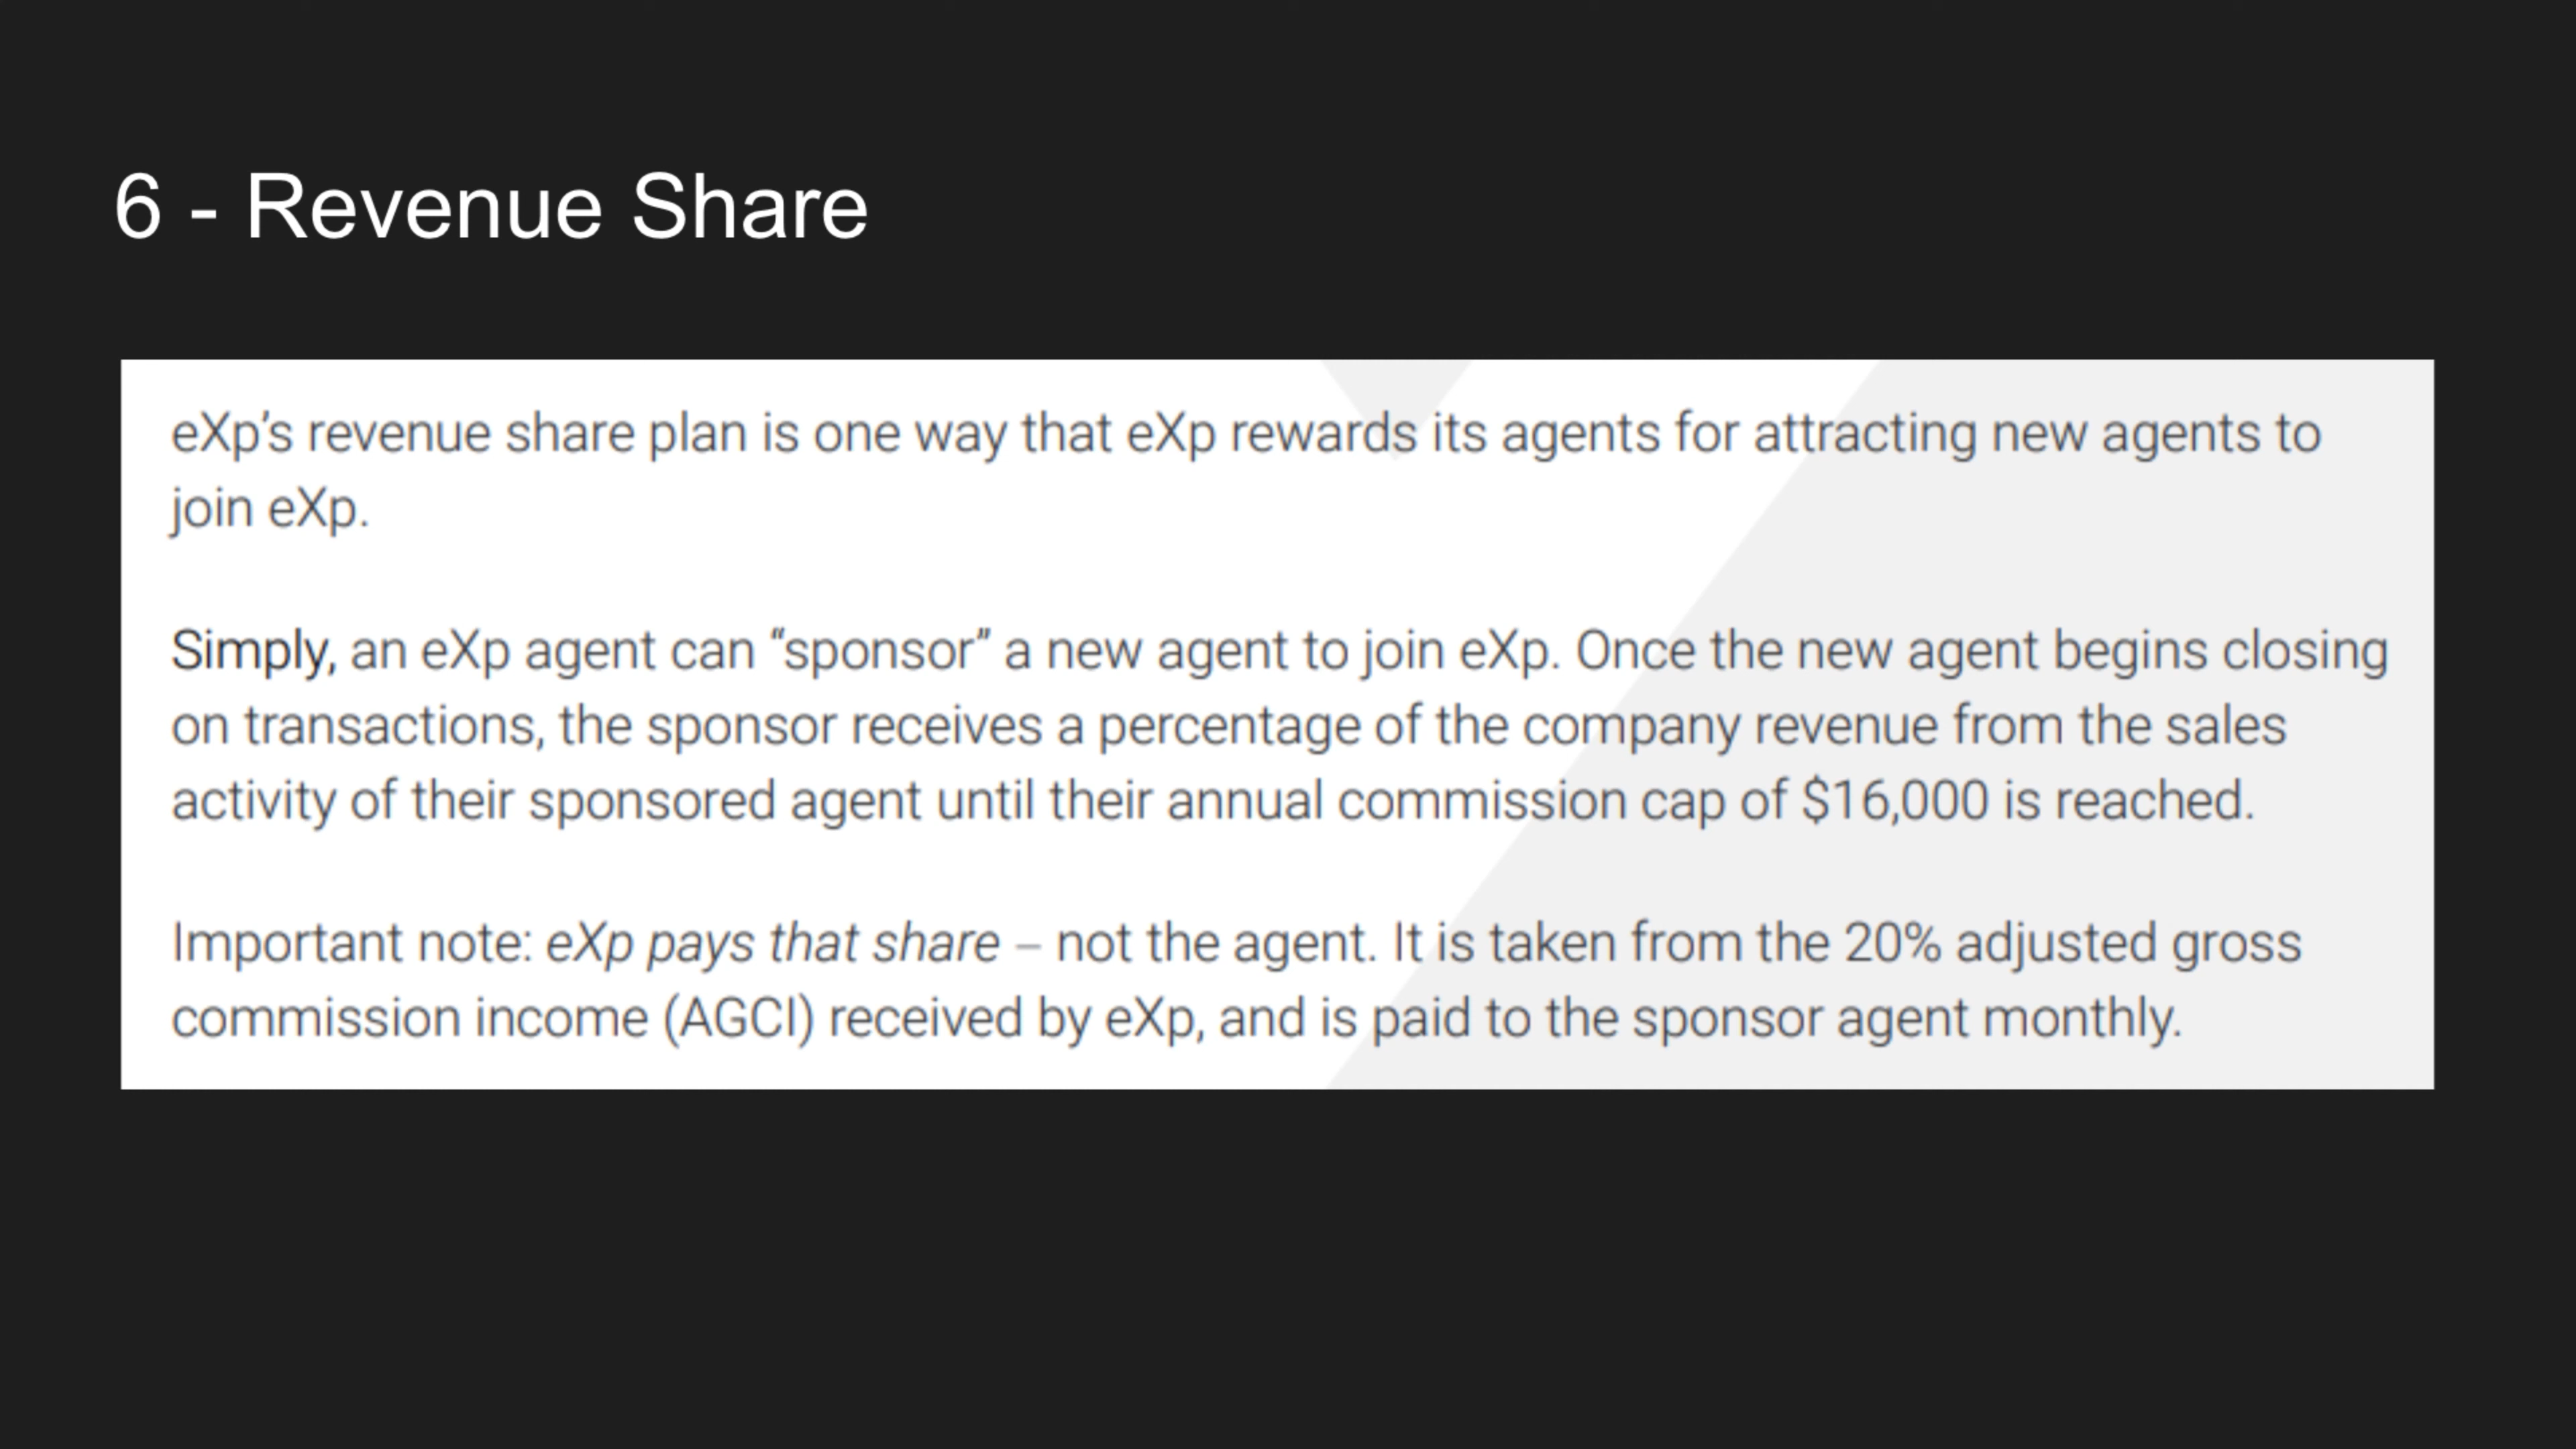 6 - Revenue Share
eXp’s revenue share plan is one way that eXp rewards its agents for attracting new agents to
join eXp.
Simply, an eXp agent can “sponsor” a new agent to join eXp. Once the new agent begins closing
on transactions, the sponsor receives a percentage of the company revenue from the sales
activity of their sponsored agent until their annual commission cap of $16,000 is reached.
Important note: eXp pays that share – not the agent. It is taken from the 20% adjusted gross
commission income (AGCI) received by eXp, and is paid to the sponsor agent monthly.